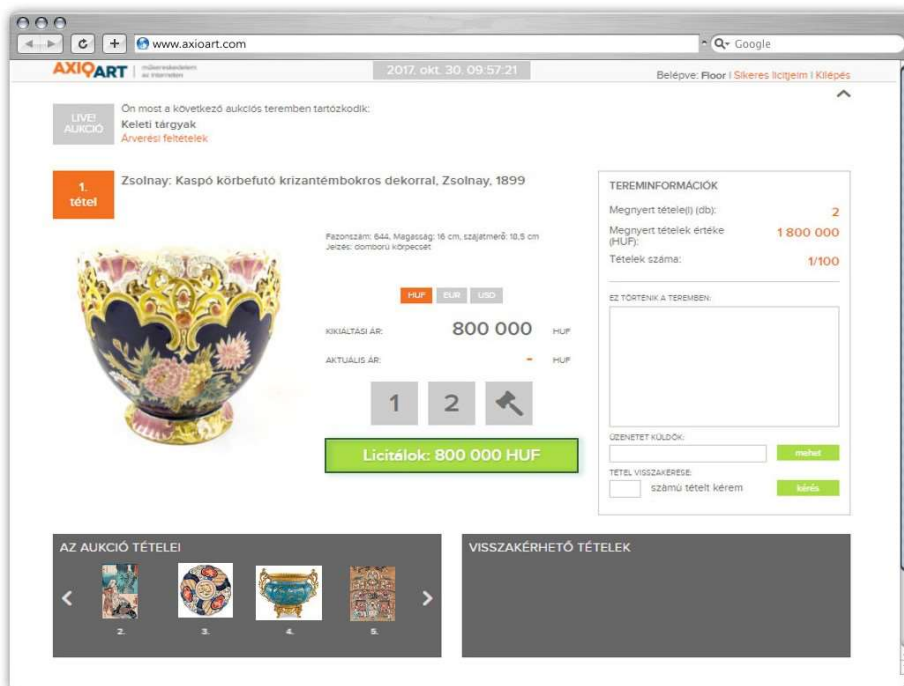 www.axioart.com
Google
AXIOART
műkereskedelem
az interneten
2017. okt. 30. 09:57:21
Belépve: Floor | Sikeres licitjeim | Kilépés
LIVE!
AUKCIÓ
Ön most a következő aukciós teremben tartózkodik:
Keleti tárgyak
Árverési feltételek
1.
tétel
Zsolnay: Kaspó körbefutó krizantémbokros dekorral, Zsolnay, 1899
Fazonszám: 644, Magasság: 16 cm, szájátmérő: 18,5 cm
Jelzés: domború körpecsét
HUF
EUR
USD
KIKIÁLTÁSI ÁR:
800 000
HUF
AKTUÁLIS ÁR:
-
HUF
1
2
Licitálok: 800 000 HUF
TEREMINFORMÁCIÓK
Megnyert tétele(i) (db):
2
Megnyert tételek értéke
(HUF):
1 800 000
Tételek száma:
1/100
EZ TÖRTÉNIK A TEREMBEN:
ÜZENETET KÜLDÖK:
mehet
TÉTEL VISSZAKÉRÉSE:
számú tételt kérem
kérés
AZ AUKCIÓ TÉTELEI
2.
3.
4.
5.
VISSZAKÉRHETŐ TÉTELEK